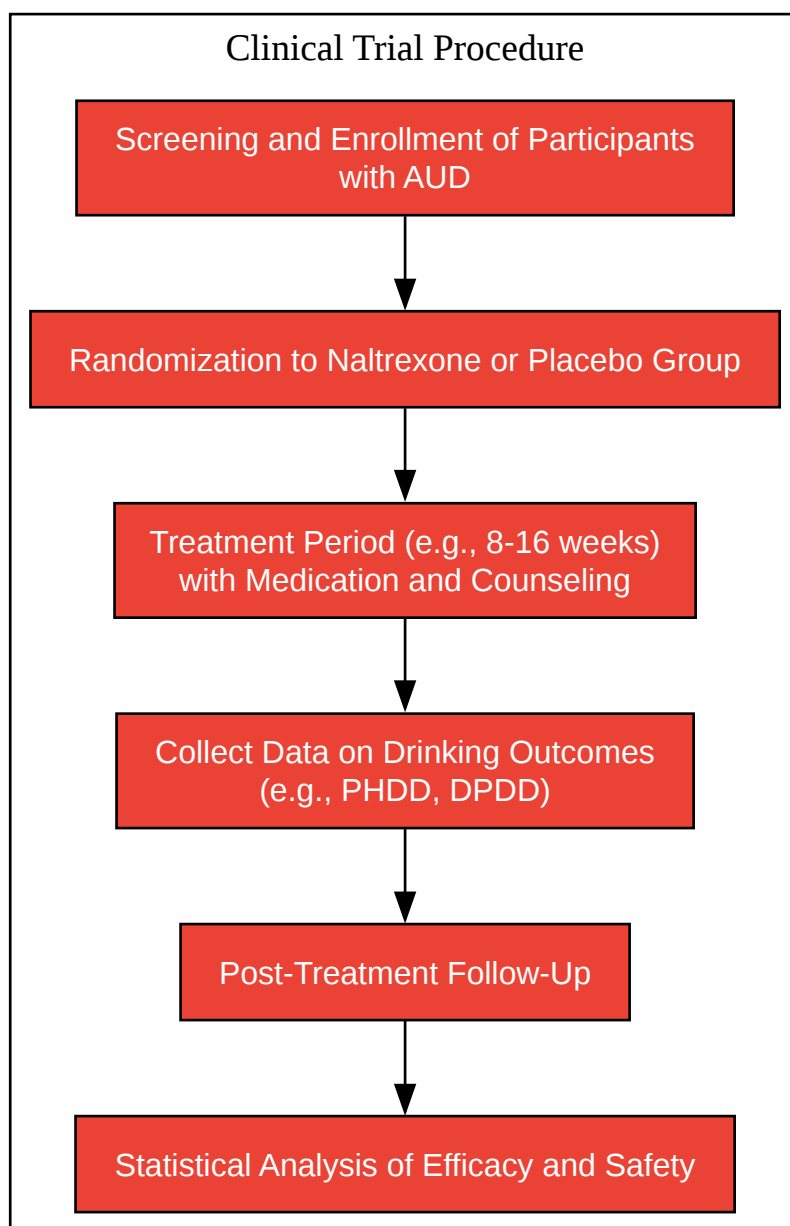 Clinical Trial Procedure
Screening and Enrollment of Participants
with AUD
Randomization to Naltrexone or Placebo Group
Treatment Period (e.g., 8-16 weeks)
with Medication and Counseling
Collect Data on Drinking Outcomes
(e.g., PHDD, DPDD)
Post-Treatment Follow-Up
Statistical Analysis of Efficacy and Safety